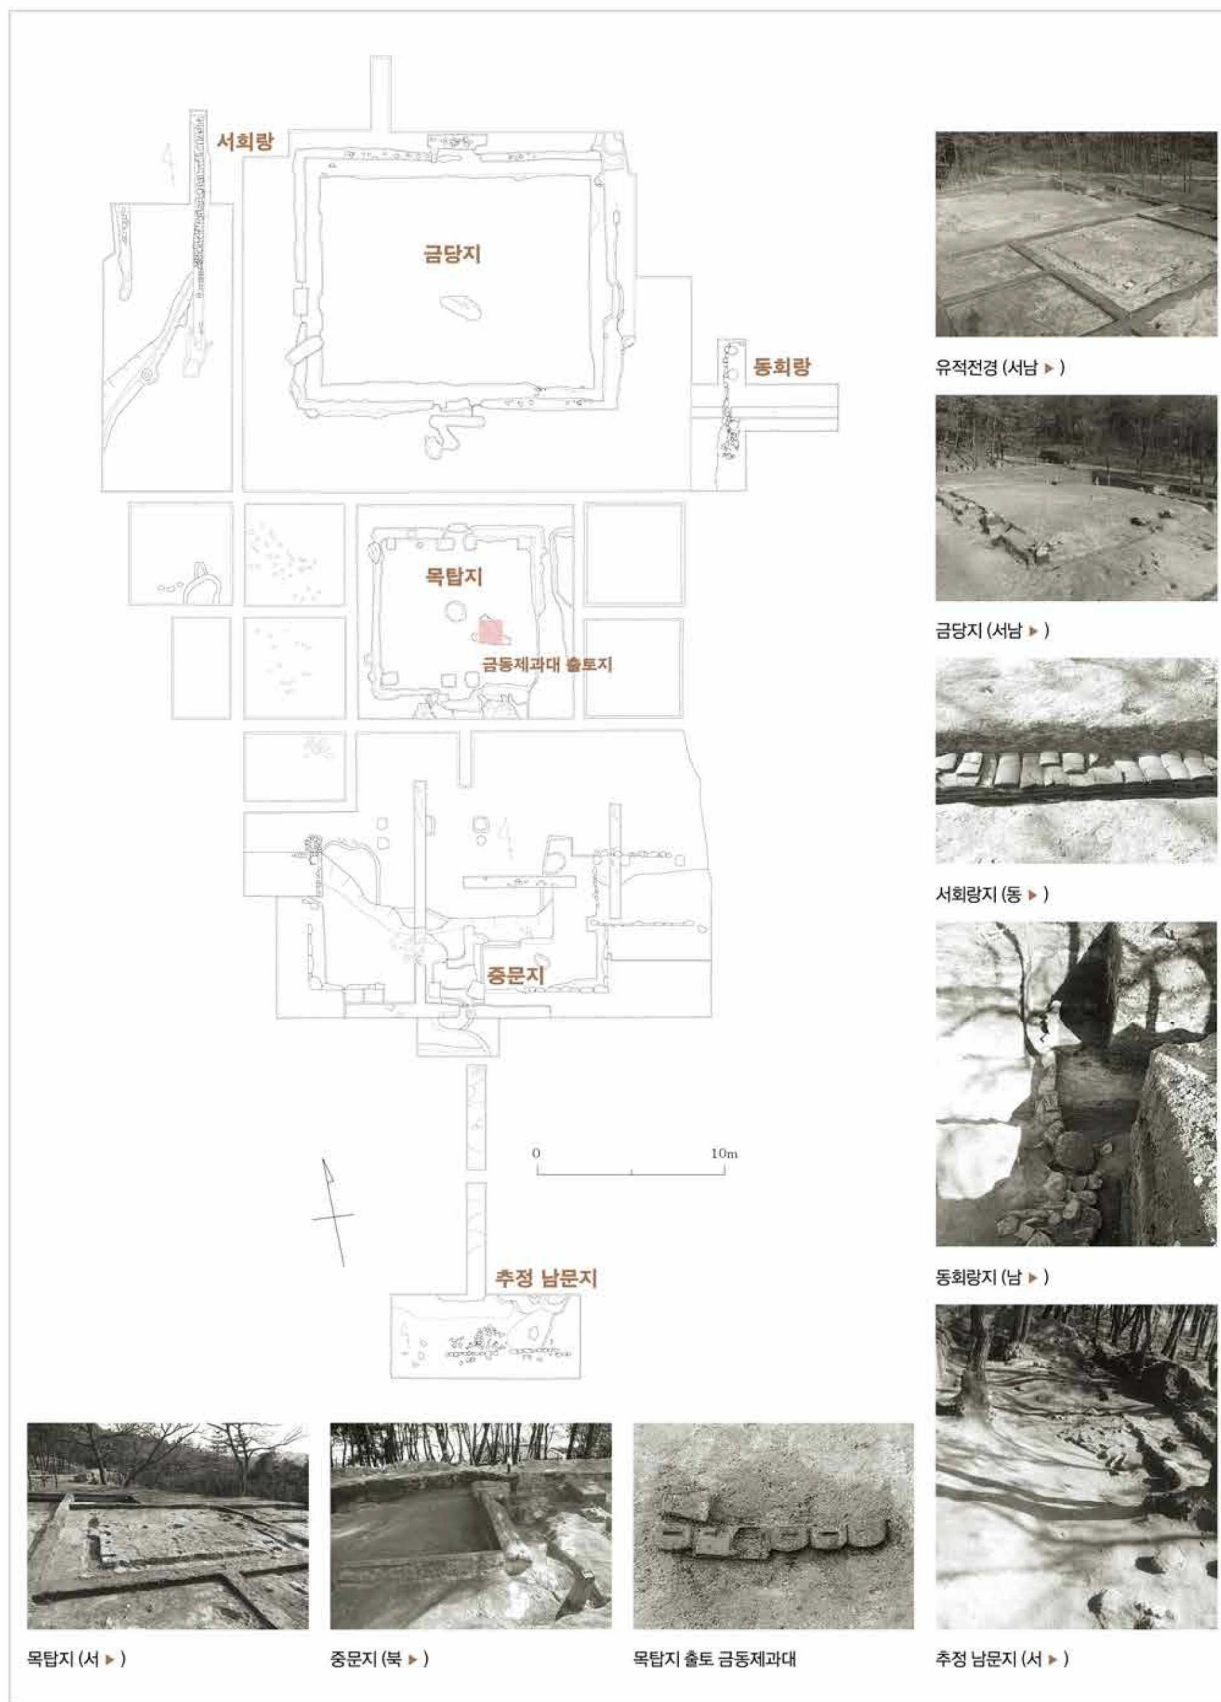 서회랑
금당지
동회랑
목탑지
금동제과대 출토지
중문지
0 10m
추정 남문지
유적전경 (서남 ▶ )
금당지 (서남 ▶ )
서회랑지 (동 ▶ )
동회랑지 (남 ▶ )
목탑지 (서 ▶ )
중문지 (북 ▶ )
목탑지 출토 금동제과대
추정 남문지 (서 ▶ )